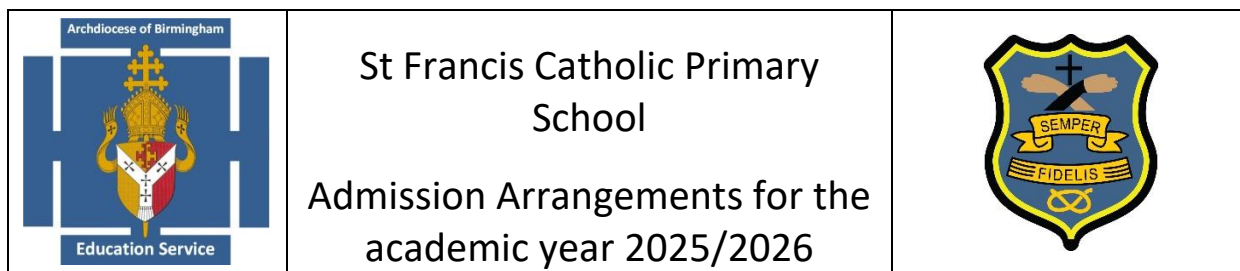 Archdiocese of Birmingham
Education Service
St Francis Catholic Primary
School
Admission Arrangements for the
academic year 2025/2026
SEMPER
FIDELIS